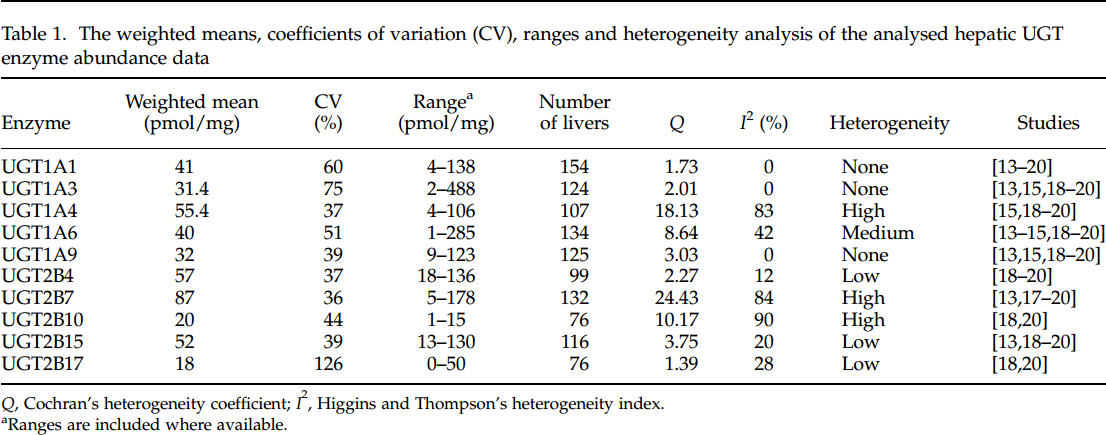 Table 1. The weighted means, coefficients of variation (CV), ranges and heterogeneity analysis of the analysed hepatic UGT
enzyme abundance data
Enzyme Weighted mean (pmol/mg) CV (%) Rangeᵃ (pmol/mg) Number of livers Q I² (%) Heterogeneity Studies
UGT1A1 41 60 4–138 154 1.73 0 None [13–20]
UGT1A3 31.4 75 2–488 124 2.01 0 None [13,15,18–20]
UGT1A4 55.4 37 4–106 107 18.13 83 High [15,18–20]
UGT1A6 40 51 1–285 134 8.64 42 Medium [13–15,18–20]
UGT1A9 32 39 9–123 125 3.03 0 None [13,15,18–20]
UGT2B4 57 37 18–136 99 2.27 12 Low [18–20]
UGT2B7 87 36 5–178 132 24.43 84 High [13,17–20]
UGT2B10 20 44 1–15 76 10.17 90 High [18,20]
UGT2B15 52 39 13–130 116 3.75 20 Low [13,18–20]
UGT2B17 18 126 0–50 76 1.39 28 Low [18,20]
Q, Cochran's heterogeneity coefficient; I², Higgins and Thompson's heterogeneity index.
ᵃRanges are included where available.